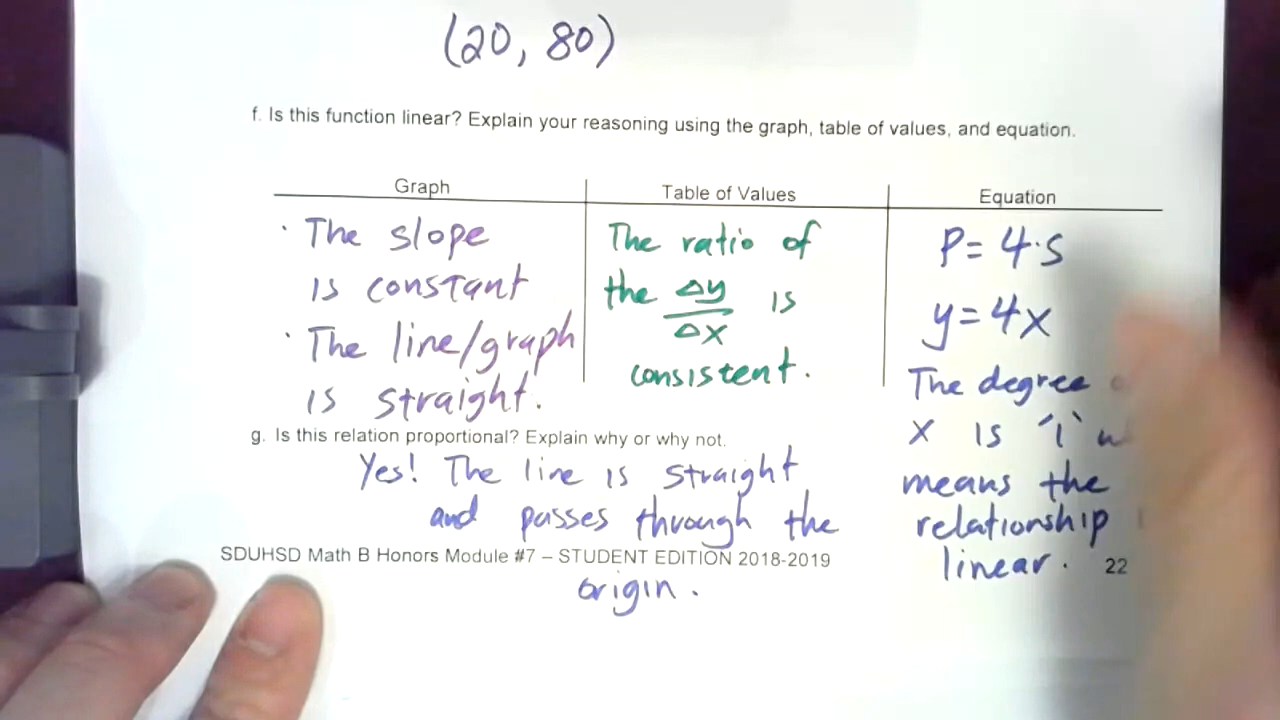 (20, 80)
f. Is this function linear? Explain your reasoning using the graph, table of values, and equation.
Graph
· The slope
is constant
· The line/graph
is straight.
Table of Values
The ratio of
the Δy/Δx is
consistent.
Equation
P = 4·s
y = 4x
The degree
x is '1'
means the
relationship
linear.
g. Is this relation proportional? Explain why or why not.
Yes! The line is straight
and passes through the
origin.
SDUHSD Math B Honors Module #7 – STUDENT EDITION 2018-2019
22